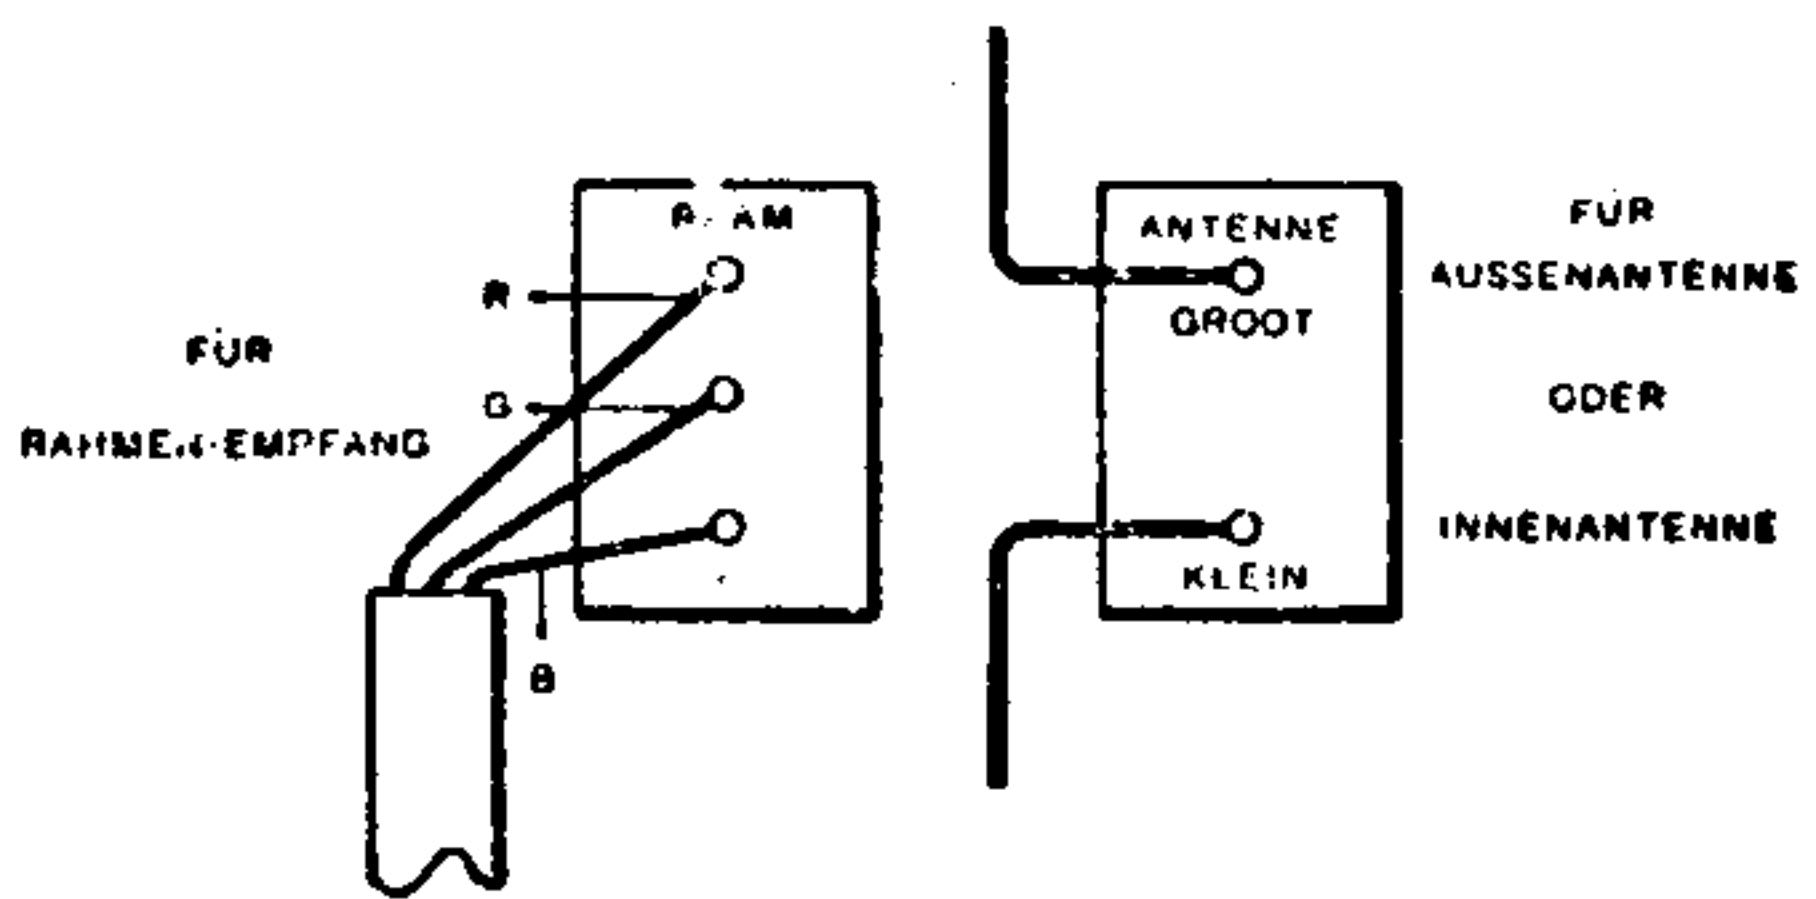 FÜR
RAHMEN-EMPFANG
R
G
B
ANTENNE
GROOT
KLEIN
FÜR
AUSSENANTENNE
ODER
INNENANTENNE